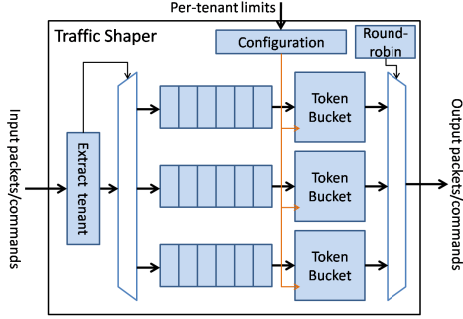 Per-tenant limits
Traffic Shaper
Configuration
Round-
robin
Input packets/commands
Extract tenant
Token
Bucket
Token
Bucket
Token
Bucket
Output packets/commands